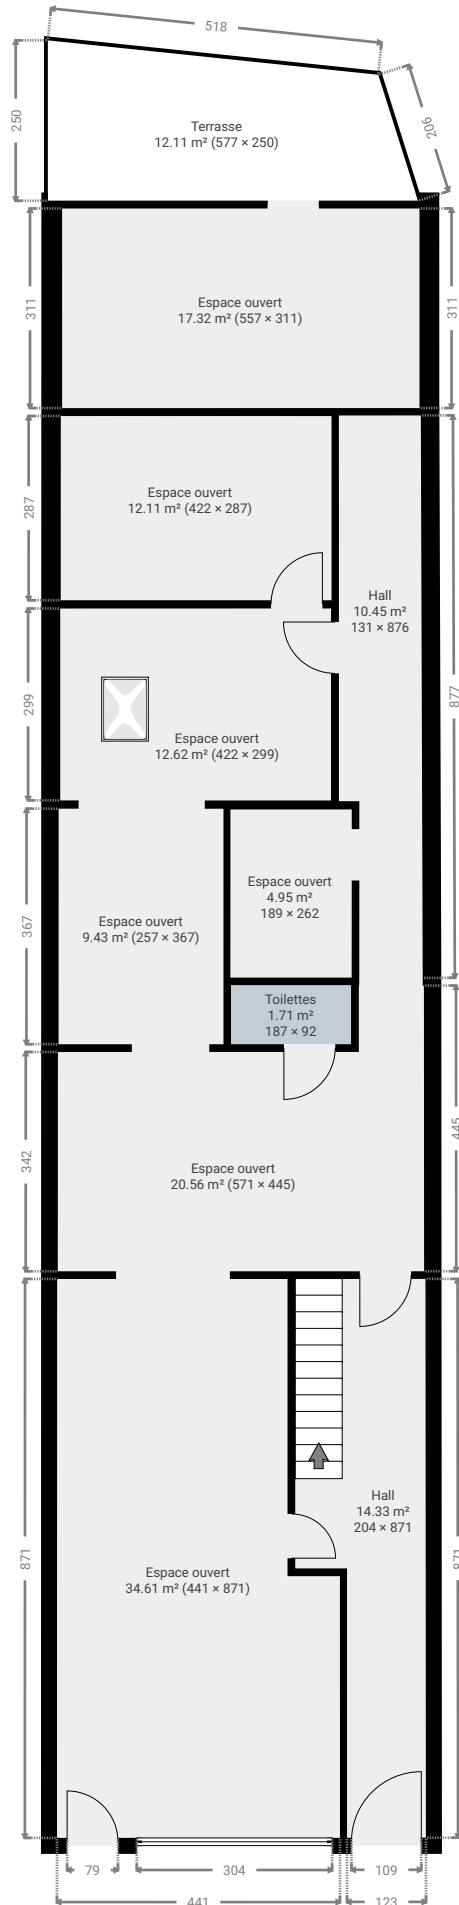 518
250
206
Terrasse
12.11 m² (577 × 250)
311
311
Espace ouvert
17.32 m² (557 × 311)
287
Espace ouvert
12.11 m² (422 × 287)
Hall
10.45 m²
131 × 876
299
877
Espace ouvert
12.62 m² (422 × 299)
367
Espace ouvert
9.43 m² (257 × 367)
Espace ouvert
4.95 m²
189 × 262
Toilettes
1.71 m²
187 × 92
342
445
Espace ouvert
20.56 m² (571 × 445)
871
871
Hall
14.33 m²
204 × 871
Espace ouvert
34.61 m² (441 × 871)
79
304
109
441
123